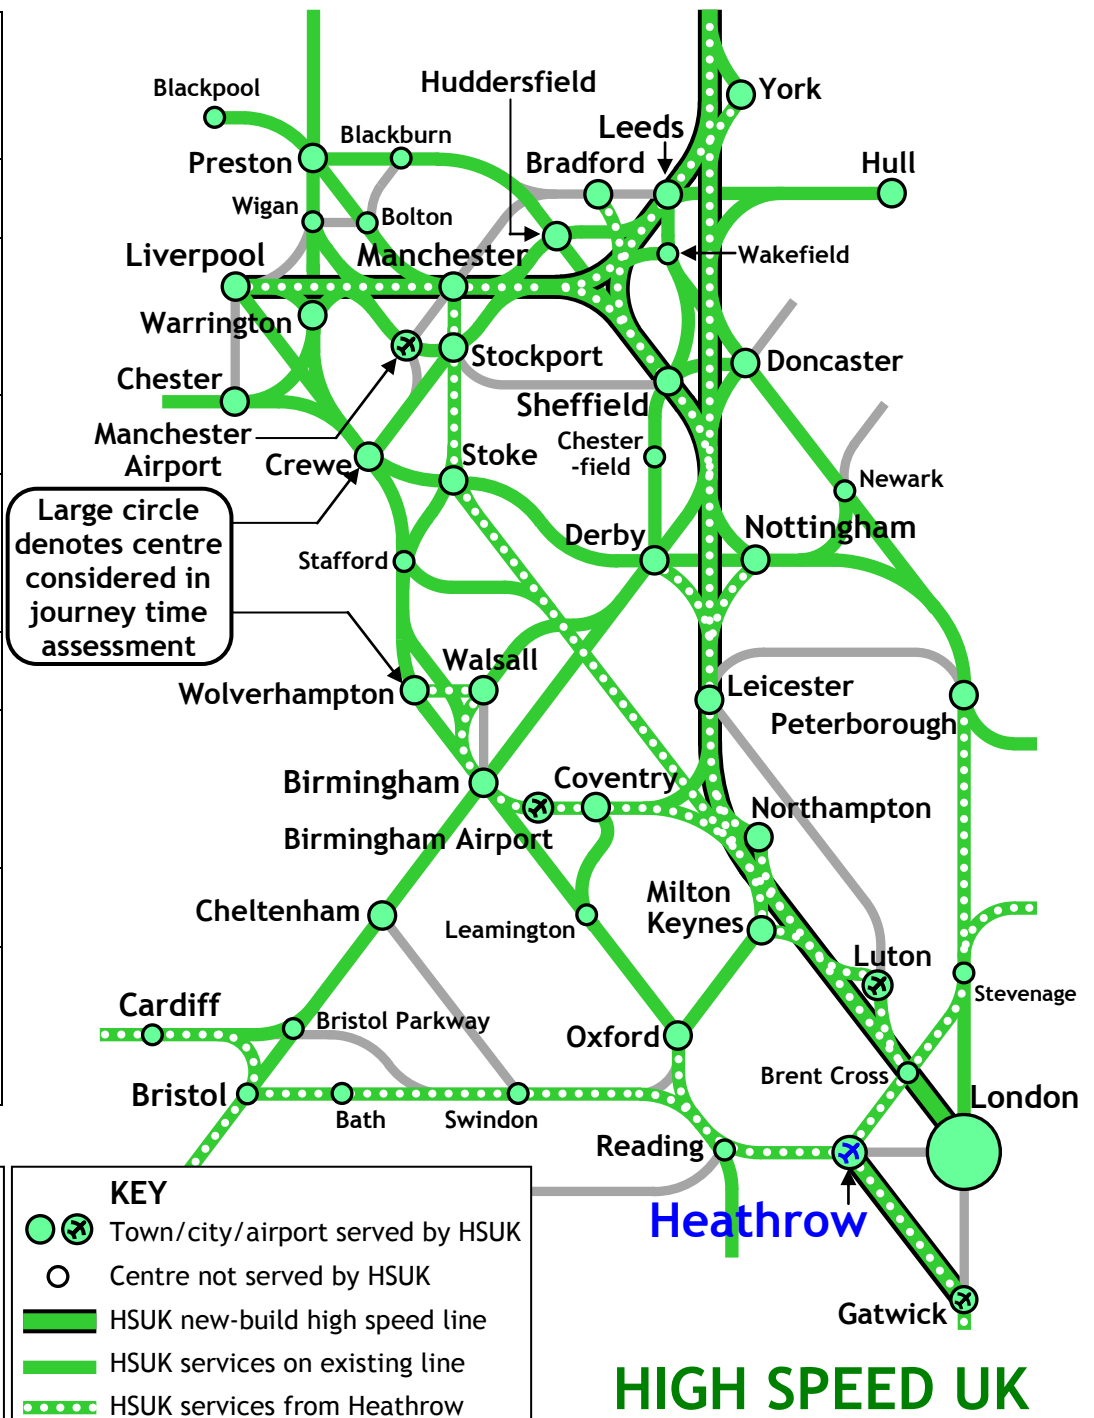 Huddersfield
Blackpool
York
Leeds
Blackburn
Bradford
Hull
Preston
Wigan
Bolton
Liverpool
Manchester
Wakefield
Warrington
Stockport
Doncaster
Chester
Sheffield
Manchester
Airport
Chester
-field
Crewe
Stoke
Newark
Large circle
denotes centre
considered in
journey time
assessment
Derby
Nottingham
Stafford
Walsall
Wolverhampton
Leicester
Peterborough
Birmingham
Coventry
Northampton
Birmingham Airport
Milton
Keynes
Cheltenham
Leamington
Luton
Stevenage
Cardiff
Bristol Parkway
Oxford
Brent Cross
London
Bristol
Bath
Swindon
Reading
Heathrow
Gatwick
KEY
Town/city/airport served by HSUK
Centre not served by HSUK
HSUK new-build high speed line
HSUK services on existing line
HSUK services from Heathrow
HIGH SPEED UK